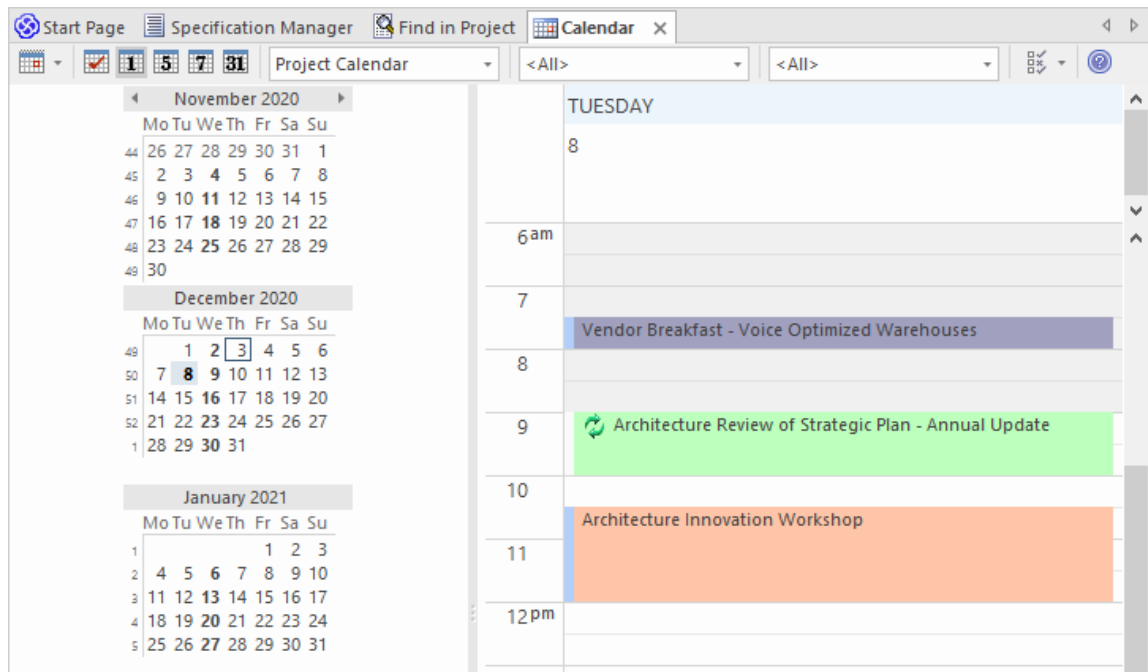 Start Page Specification Manager Find in Project Calendar
1 5 7 31 Project Calendar <All> <All>
November 2020
Mo Tu We Th Fr Sa Su
44 26 27 28 29 30 31 1
45 2 3 4 5 6 7 8
46 9 10 11 12 13 14 15
47 16 17 18 19 20 21 22
48 23 24 25 26 27 28 29
49 30
December 2020
Mo Tu We Th Fr Sa Su
49 1 2 3 4 5 6
50 7 8 9 10 11 12 13
51 14 15 16 17 18 19 20
52 21 22 23 24 25 26 27
1 28 29 30 31
January 2021
Mo Tu We Th Fr Sa Su
1 1 2 3
2 4 5 6 7 8 9 10
3 11 12 13 14 15 16 17
4 18 19 20 21 22 23 24
5 25 26 27 28 29 30 31
TUESDAY
8
6 am
7
Vendor Breakfast - Voice Optimized Warehouses
8
9 Architecture Review of Strategic Plan - Annual Update
10
Architecture Innovation Workshop
11
12 pm